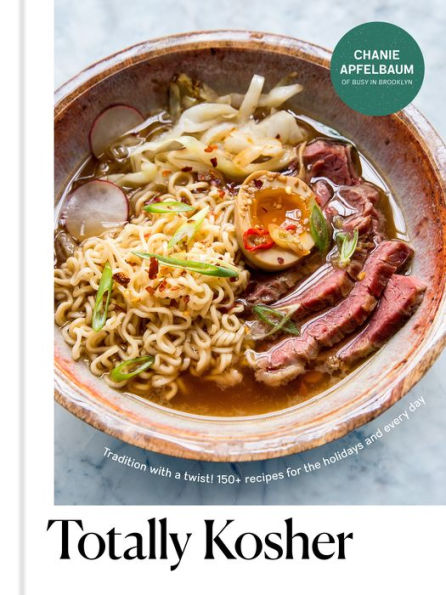 CHANIE
APFELBAUM
OF BUSY IN BROOKLYN
Tradition with a twist! 150+ recipes for the holidays and every day
Totally Kosher